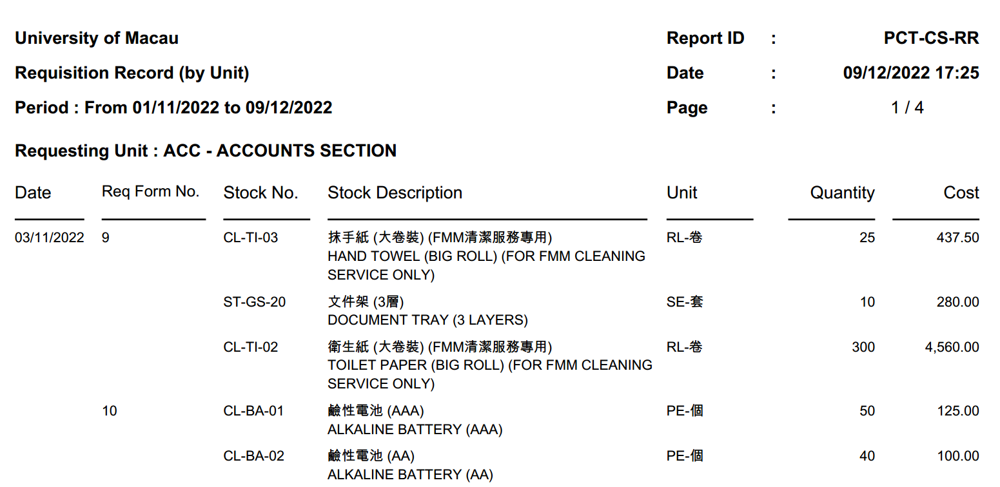 University of Macau Report ID : PCT-CS-RR
Requisition Record (by Unit) Date : 09/12/2022 17:25
Period : From 01/11/2022 to 09/12/2022 Page : 1 / 4
Requesting Unit : ACC - ACCOUNTS SECTION
Date Req Form No. Stock No. Stock Description Unit Quantity Cost
03/11/2022 9 CL-TI-03 抹手紙 (大卷裝) (FMM清潔服務專用) RL-卷 25 437.50
HAND TOWEL (BIG ROLL) (FOR FMM CLEANING
SERVICE ONLY)
ST-GS-20 文件架 (3層) SE-套 10 280.00
DOCUMENT TRAY (3 LAYERS)
CL-TI-02 衛生紙 (大卷裝) (FMM清潔服務專用) RL-卷 300 4,560.00
TOILET PAPER (BIG ROLL) (FOR FMM CLEANING
SERVICE ONLY)
10 CL-BA-01 鹼性電池 (AAA) PE-個 50 125.00
ALKALINE BATTERY (AAA)
CL-BA-02 鹼性電池 (AA) PE-個 40 100.00
ALKALINE BATTERY (AA)